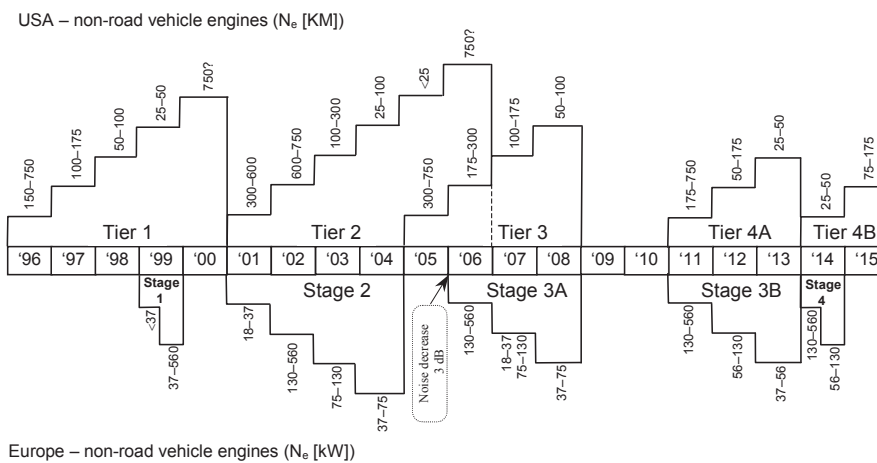 USA – non-road vehicle engines (Nₑ [KM])
150–750
100–175
50–100
25–50
750?
300–600
600–750
100–300
25–100
<25
750?
300–750
175–300
100–175
50–100
175–750
50–175
25–50
25–50
75–175
Tier 1
Tier 2
Tier 3
Tier 4A
Tier 4B
‘96 ‘97 ‘98 ‘99 ‘00 ‘01 ‘02 ‘03 ‘04 ‘05 ‘06 ‘07 ‘08 ‘09 ‘10 ‘11 ‘12 ‘13 ‘14 ‘15
Stage
1
Stage 2
Stage 3A
Stage 3B
Stage
4
<37
37–560
18–37
130–560
75–130
37–75
Noise decrease
3 dB
130–560
18–37
75–130
37–75
130–560
56–130
37–56
130–560
56–130
Europe – non-road vehicle engines (Nₑ [kW])